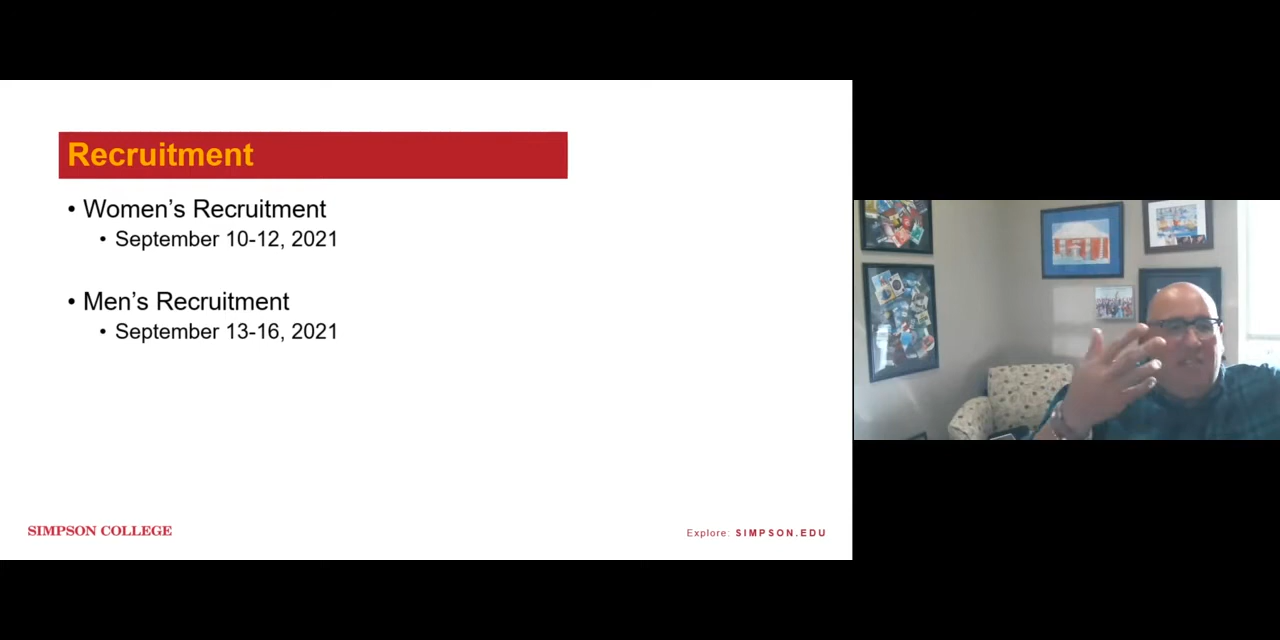 Recruitment
• Women’s Recruitment
• September 10-12, 2021
• Men’s Recruitment
• September 13-16, 2021
SIMPSON COLLEGE
Explore: SIMPSON.EDU